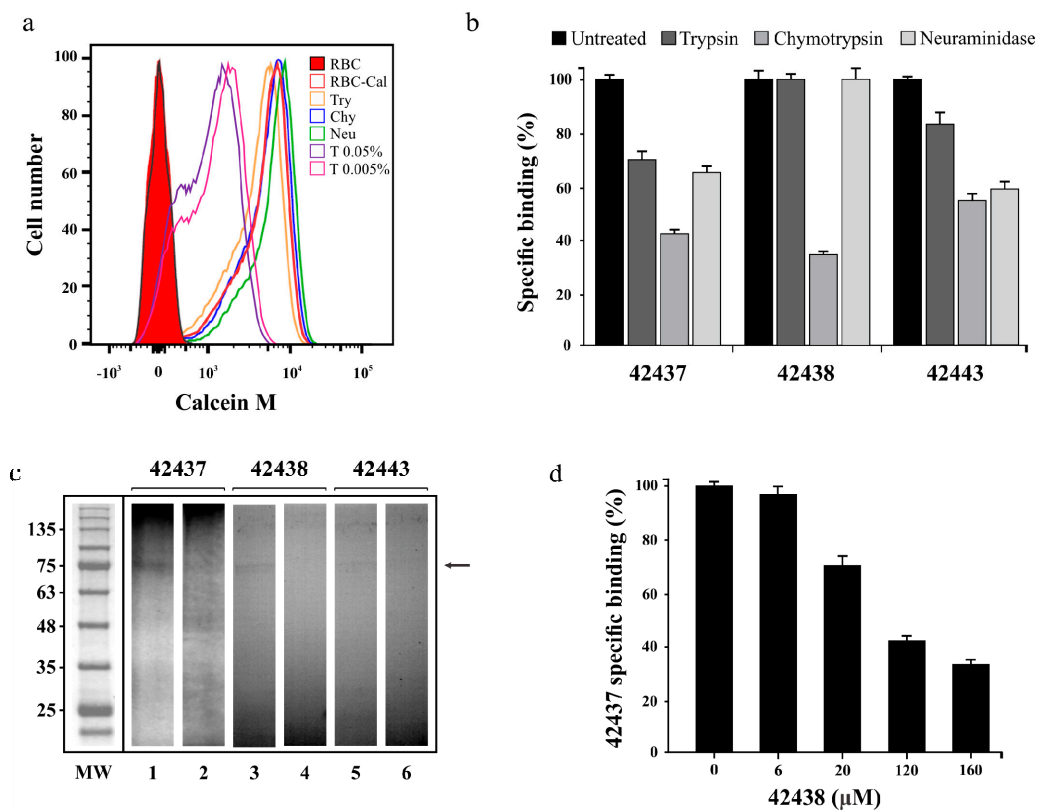 a
100
80
60
40
20
0
Cell number
-10³ 0 10³ 10⁴ 10⁵
Calcein M
RBC
RBC-Cal
Try
Chy
Neu
T 0.05%
T 0.005%
b
Untreated Trypsin Chymotrypsin Neuraminidase
100
80
60
40
20
0
Specific binding (%)
42437 42438 42443
c
42437 42438 42443
135
75
63
48
35
25
MW 1 2 3 4 5 6
d
100
80
60
40
20
0
42437 specific binding (%)
0 6 20 120 160
42438 (μM)